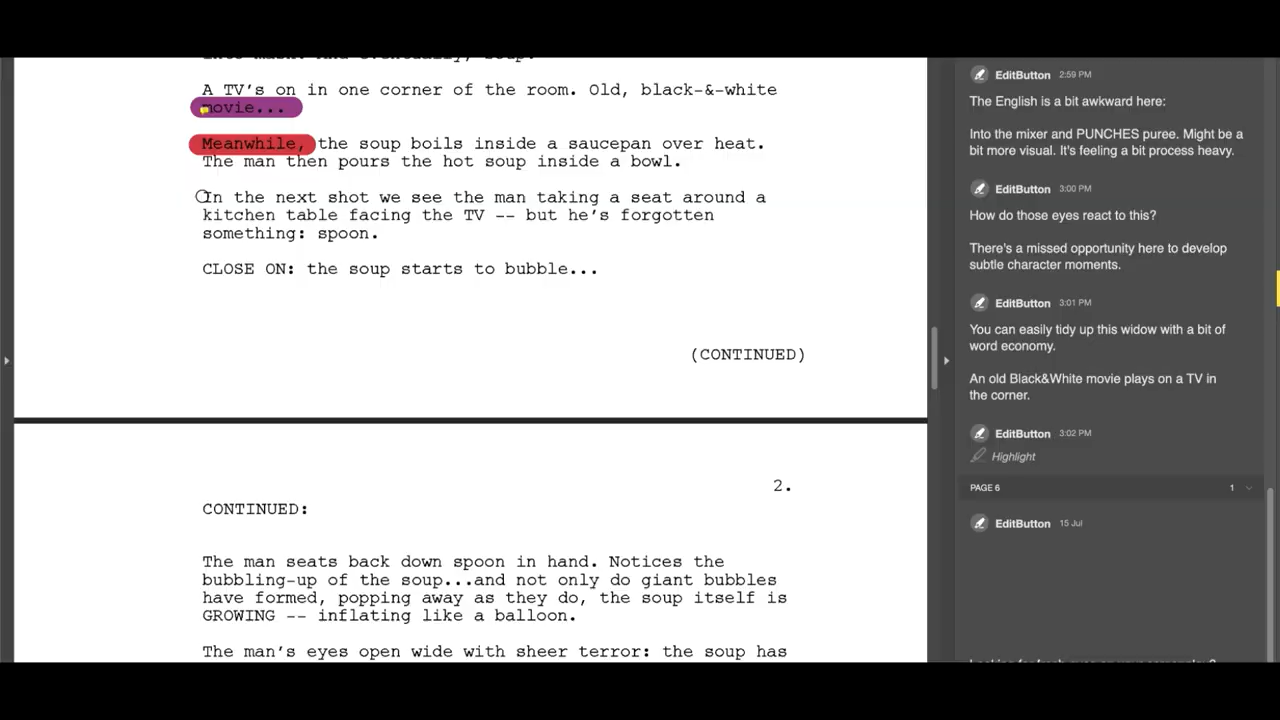 A TV's on in one corner of the room. Old, black-&-white
movie...
Meanwhile, the soup boils inside a saucepan over heat.
The man then pours the hot soup inside a bowl.
In the next shot we see the man taking a seat around a
kitchen table facing the TV -- but he's forgotten
something: spoon.
CLOSE ON: the soup starts to bubble...
(CONTINUED)
2.
CONTINUED:
The man seats back down spoon in hand. Notices the
bubbling-up of the soup...and not only do giant bubbles
have formed, popping away as they do, the soup itself is
GROWING -- inflating like a balloon.
The man's eyes open wide with sheer terror: the soup has
EditButton 2:59 PM
The English is a bit awkward here:
Into the mixer and PUNCHES puree. Might be a
bit more visual. It's feeling a bit process heavy.
EditButton 3:00 PM
How do those eyes react to this?
There's a missed opportunity here to develop
subtle character moments.
EditButton 3:01 PM
You can easily tidy up this widow with a bit of
word economy.
An old Black&White movie plays on a TV in
the corner.
EditButton 3:02 PM
Highlight
PAGE 6 1
EditButton 15 Jul